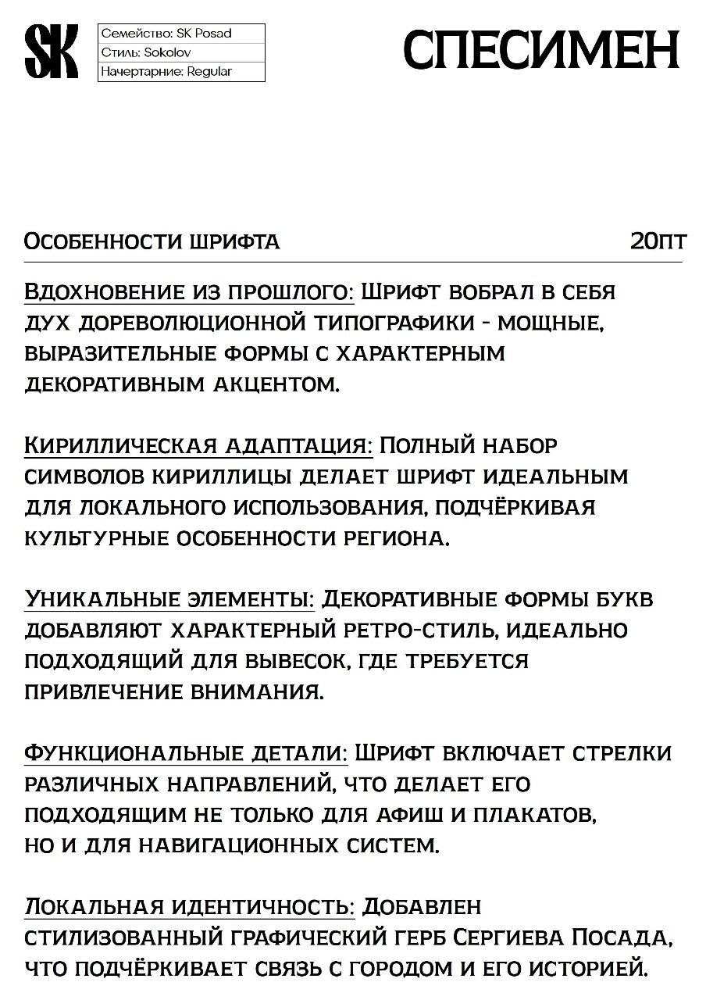 SK
Семейство: SK Posad
Стиль: Sokolov
Начертарние: Regular
СПЕСИМЕН
Особенности шрифта 20пт
Вдохновение из прошлого: Шрифт вобрал в себя
дух дореволюционной типографики - мощные,
выразительные формы с характерным
декоративным акцентом.
Кириллическая адаптация: Полный набор
символов кириллицы делает шрифт идеальным
для локального использования, подчёркивая
культурные особенности региона.
Уникальные элементы: Декоративные формы букв
добавляют характерный ретро-стиль, идеально
подходящий для вывесок, где требуется
привлечение внимания.
Функциональные детали: Шрифт включает стрелки
различных направлений, что делает его
подходящим не только для афиш и плакатов,
но и для навигационных систем.
Локальная идентичность: Добавлен
стилизованный графический герб Сергиева Посада,
что подчёркивает связь с городом и его историей.